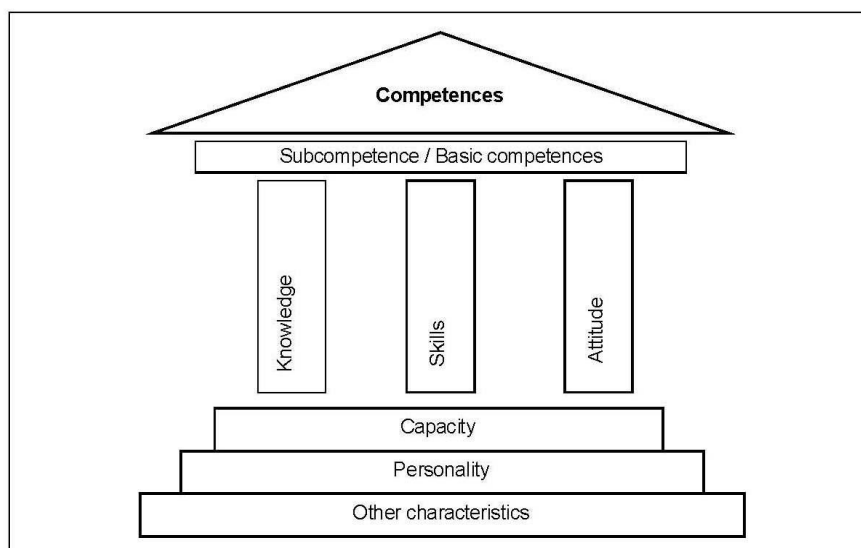 Competences
Subcompetence / Basic competences
Knowledge
Skills
Attitude
Capacity
Personality
Other characteristics